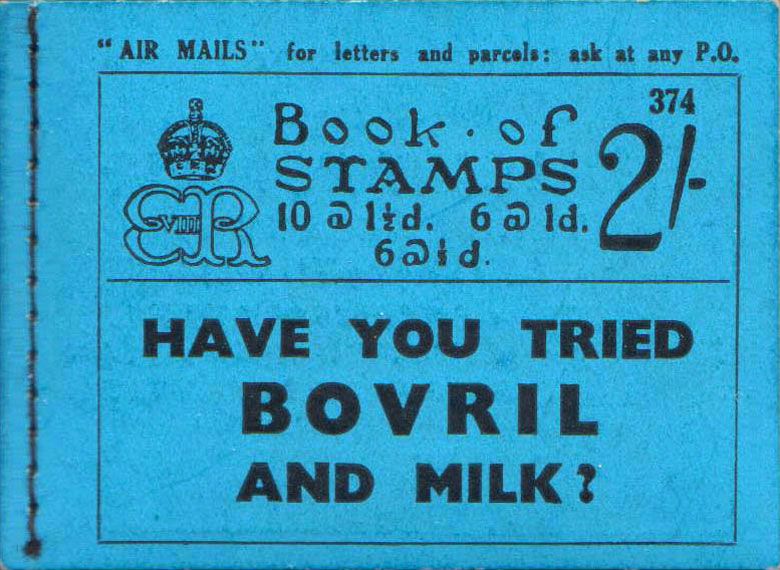 "AIR MAILS" for letters and parcels: ask at any P.O.
374
Book · of
STAMPS
2/-
EVIIIR
10 @ 1½d. 6 @ 1d.
6 @ ½d.
HAVE YOU TRIED
BOVRIL
AND MILK?